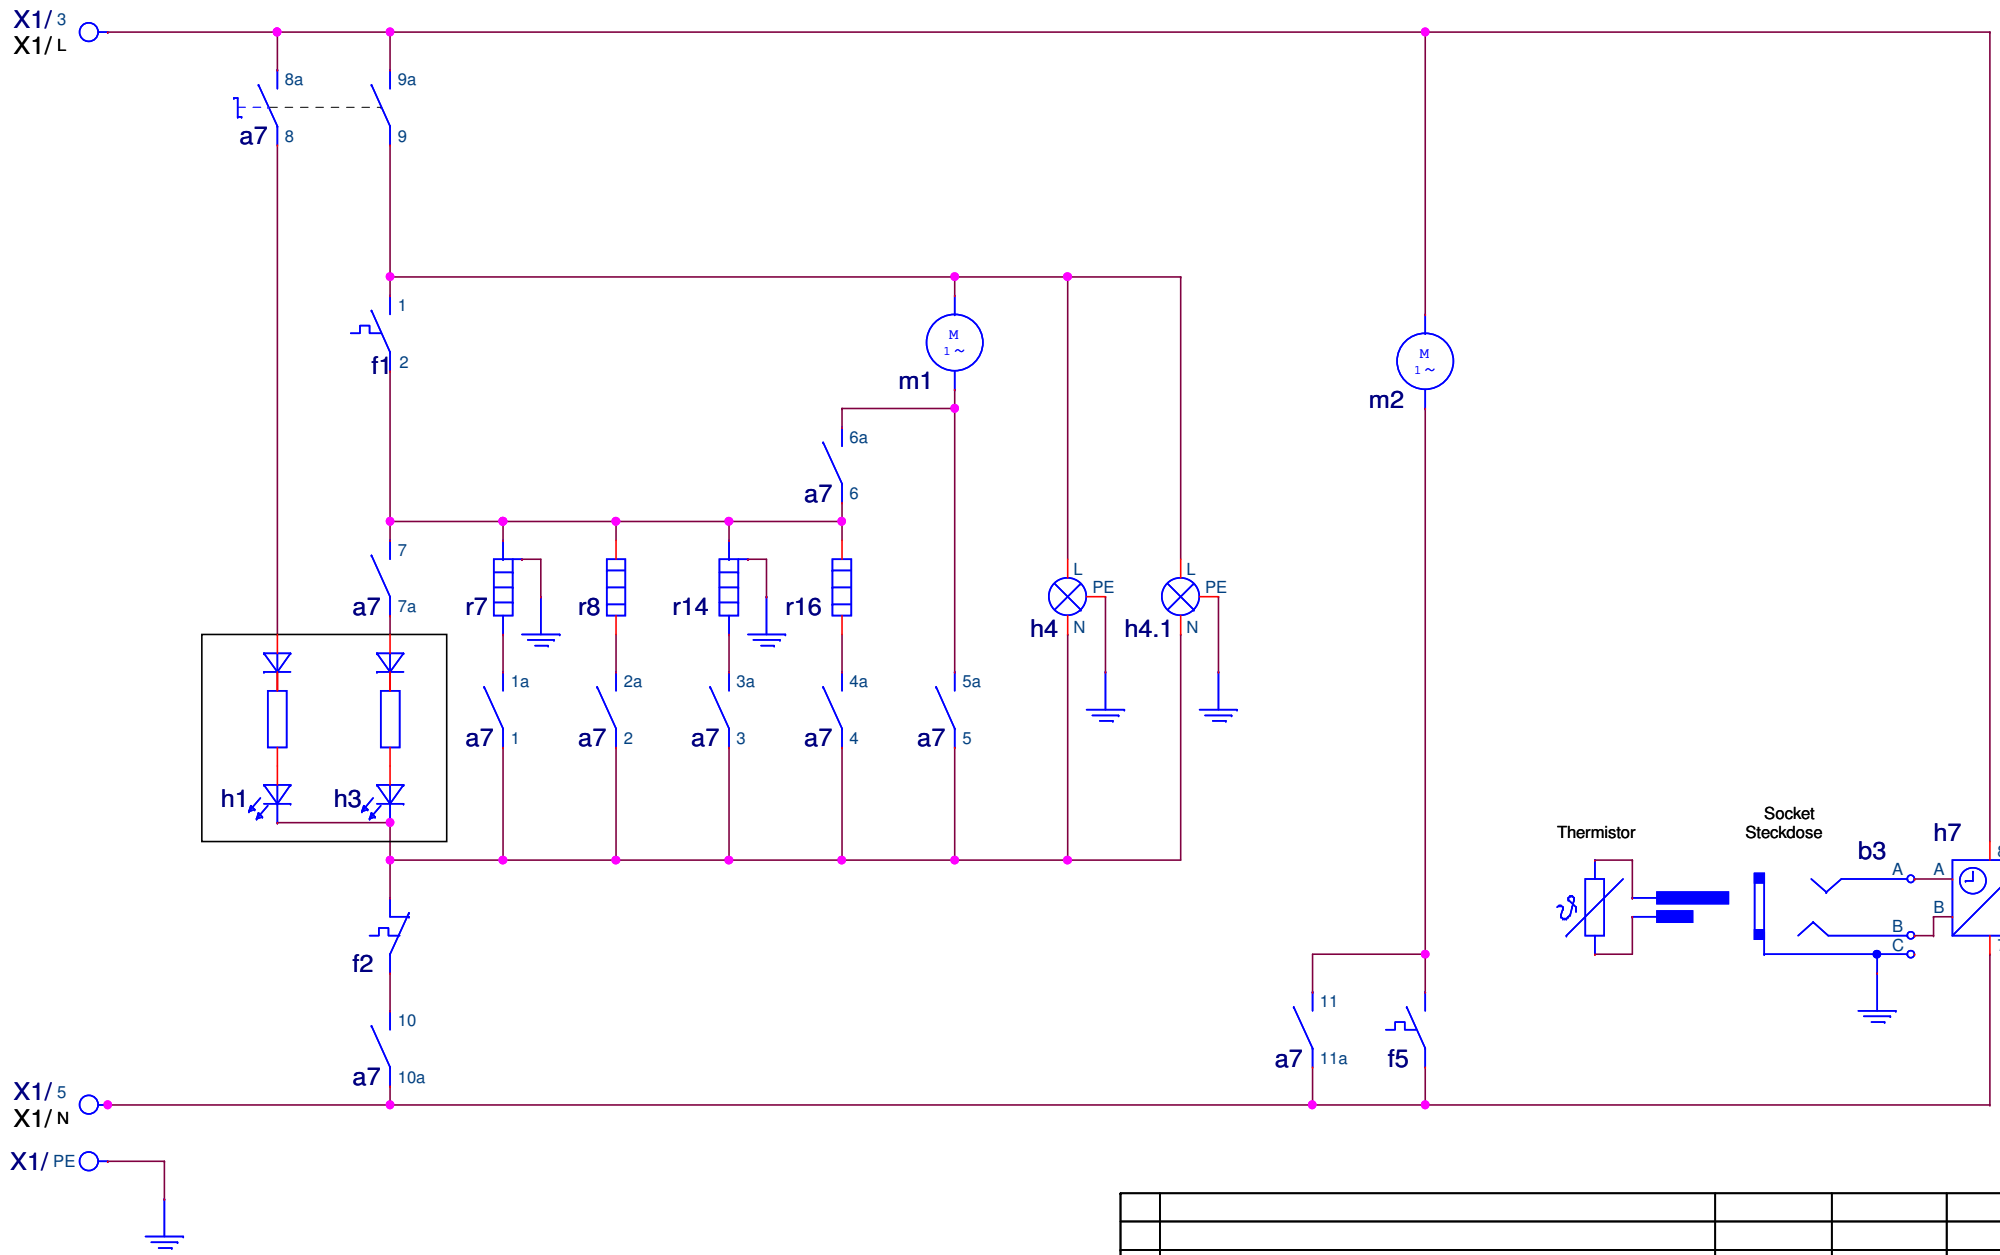 X1/ 3
X1/ L
8a
9a
a7 8
9
1
f1 2
M
1 ~
m1
M
1 ~
m2
6a
a7 6
7
a7 7a
r7
r8
r14
r16
L
PE
h4 N
L
PE
h4.1 N
1a
2a
3a
4a
5a
a7 1
a7 2
a7 3
a7 4
a7 5
h1
h3
Thermistor
Socket
Steckdose
b3
h7
A A
B
B
C
ϑ
f2
10
a7 10a
11
a7 11a
f5
X1/ 5
X1/ N
X1/ PE